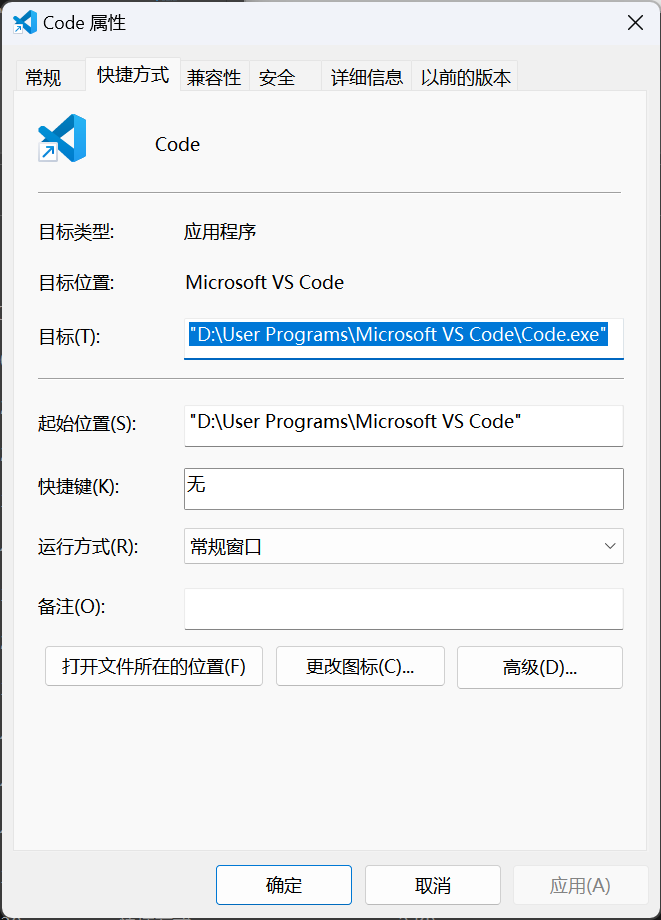 Code 属性
常规 快捷方式 兼容性 安全 详细信息 以前的版本
Code
目标类型: 应用程序
目标位置: Microsoft VS Code
目标(T): "D:\User Programs\Microsoft VS Code\Code.exe"
起始位置(S): "D:\User Programs\Microsoft VS Code"
快捷键(K): 无
运行方式(R): 常规窗口
备注(O):
打开文件所在的位置(F) 更改图标(C)... 高级(D)...
确定 取消 应用(A)